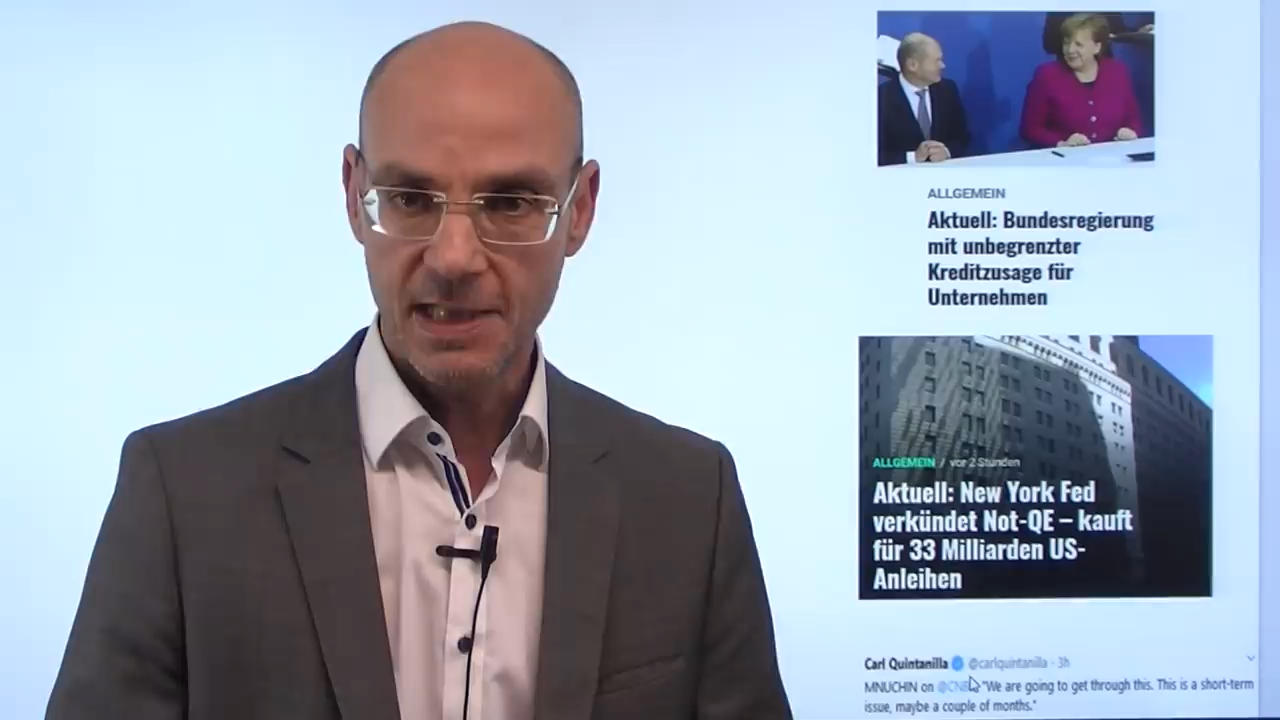 ALLGEMEIN
Aktuell: Bundesregierung
mit unbegrenzter
Kreditzusage für
Unternehmen
ALLGEMEIN / vor 2 Stunden
Aktuell: New York Fed
verkündet Not-QE – kauft
für 33 Milliarden US-
Anleihen
Carl Quintanilla @carlquintanilla · 3h
MNUCHIN on "We are going to get through this. This is a short-term
issue, maybe a couple of months."